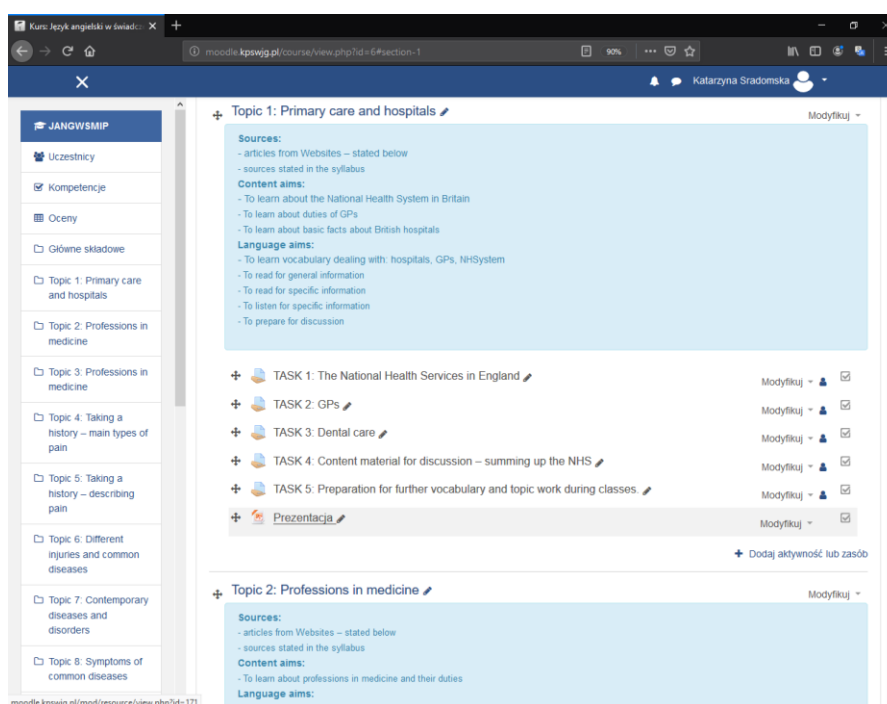 Kurs: Język angielski w świadcz
moodle.kpswjg.pl/course/view.php?id=6#section-1
90%
Katarzyna Sradomska
JANGWSMIP
Uczestnicy
Kompetencje
Oceny
Główne składowe
Topic 1: Primary care
and hospitals
Topic 2: Professions in
medicine
Topic 3: Professions in
medicine
Topic 4: Taking a
history – main types of
pain
Topic 5: Taking a
history – describing
pain
Topic 6: Different
injuries and common
diseases
Topic 7: Contemporary
diseases and
disorders
Topic 8: Symptoms of
common diseases
Topic 1: Primary care and hospitals
Modyfikuj
Sources:
- articles from Websites – stated below
- sources stated in the syllabus
Content aims:
- To learn about the National Health System in Britain
- To learn about duties of GPs
- To learn about basic facts about British hospitals
Language aims:
- To learn vocabulary dealing with: hospitals, GPs, NHSystem
- To read for general information
- To read for specific information
- To listen for specific information
- To prepare for discussion
TASK 1: The National Health Services in England
Modyfikuj
TASK 2: GPs
Modyfikuj
TASK 3: Dental care
Modyfikuj
TASK 4: Content material for discussion – summing up the NHS
Modyfikuj
TASK 5: Preparation for further vocabulary and topic work during classes.
Modyfikuj
Prezentacja
Modyfikuj
Dodaj aktywność lub zasób
Topic 2: Professions in medicine
Modyfikuj
Sources:
- articles from Websites – stated below
- sources stated in the syllabus
Content aims:
- To learn about professions in medicine and their duties
Language aims:
moodle.kpswjg.pl/mod/resource/view.php?id=171